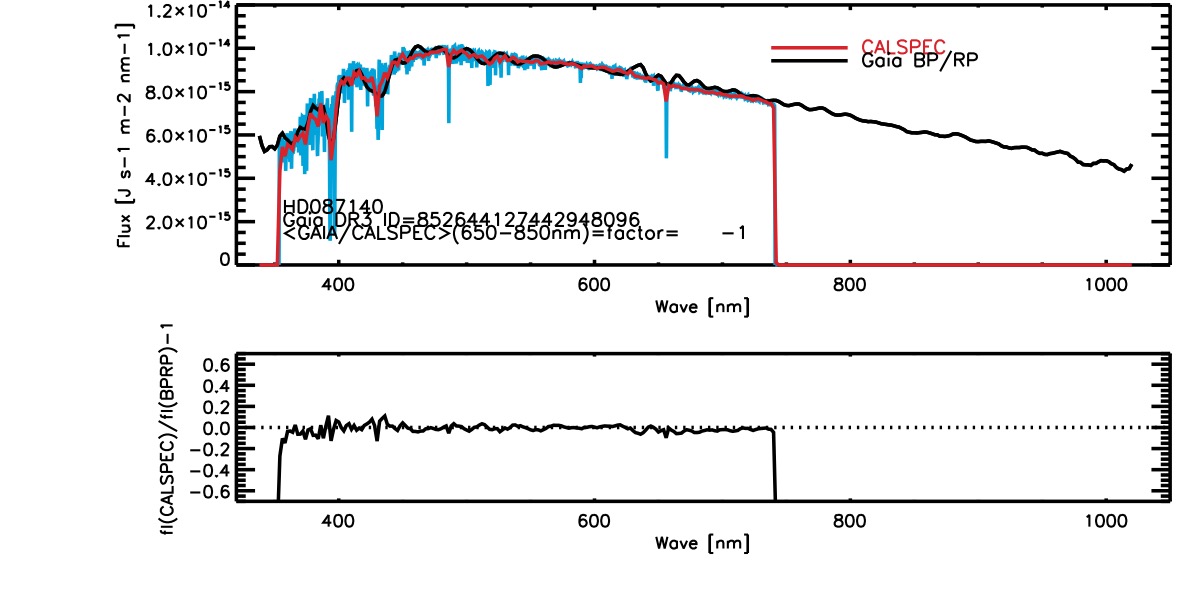 1.2×10−14
1.0×10−14
8.0×10−15
6.0×10−15
4.0×10−15
2.0×10−15
0
Flux [J s−1 m−2 nm−1]
CALSPEC
Gaia BP/RP
HD087140
Gaia DR3 ID=852644127442948096
<GAIA/CALSPEC>(650−850nm)=factor= −1
400 600 800 1000
Wave [nm]
fl(CALSPEC)/fl(BPRP)−1
0.6
0.4
0.2
0.0
−0.2
−0.4
−0.6
400 600 800 1000
Wave [nm]